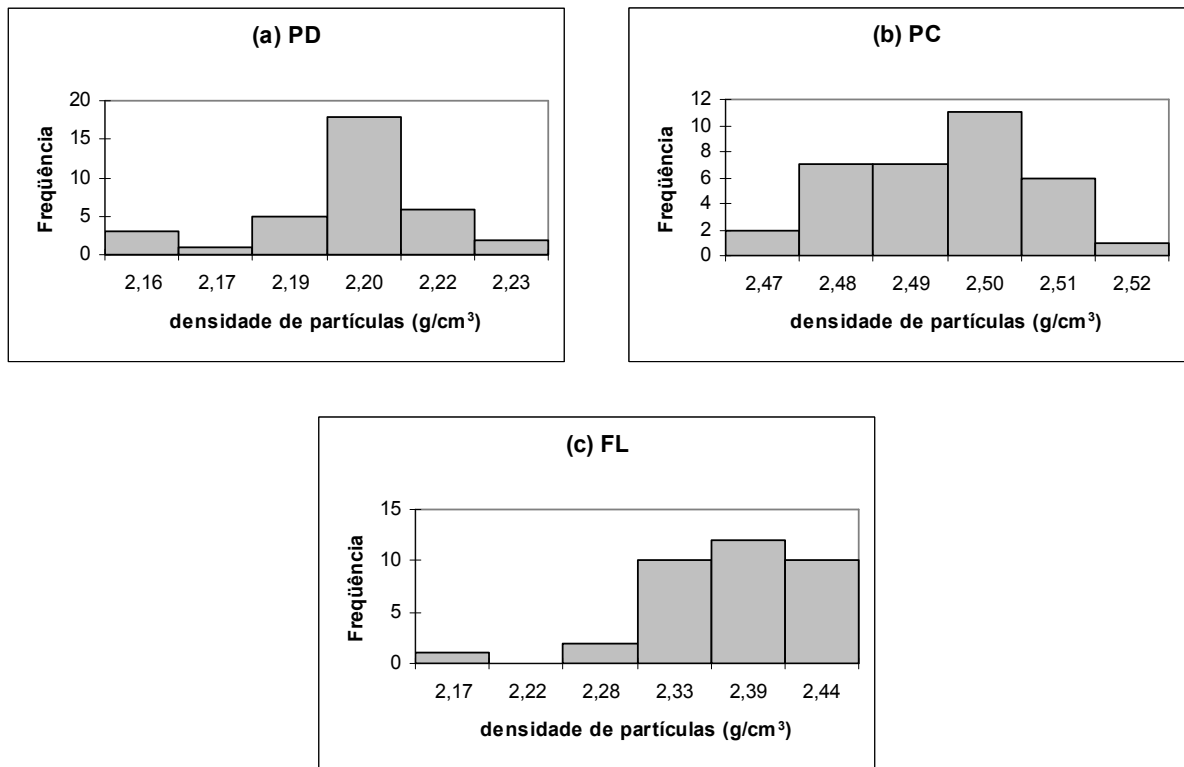 (a) PD
Freqüência
20
15
10
5
0
2,16 2,17 2,19 2,20 2,22 2,23
densidade de partículas (g/cm³)
(b) PC
Freqüência
12
10
8
6
4
2
0
2,47 2,48 2,49 2,50 2,51 2,52
densidade de partículas (g/cm³)
(c) FL
Freqüência
15
10
5
0
2,17 2,22 2,28 2,33 2,39 2,44
densidade de partículas (g/cm³)